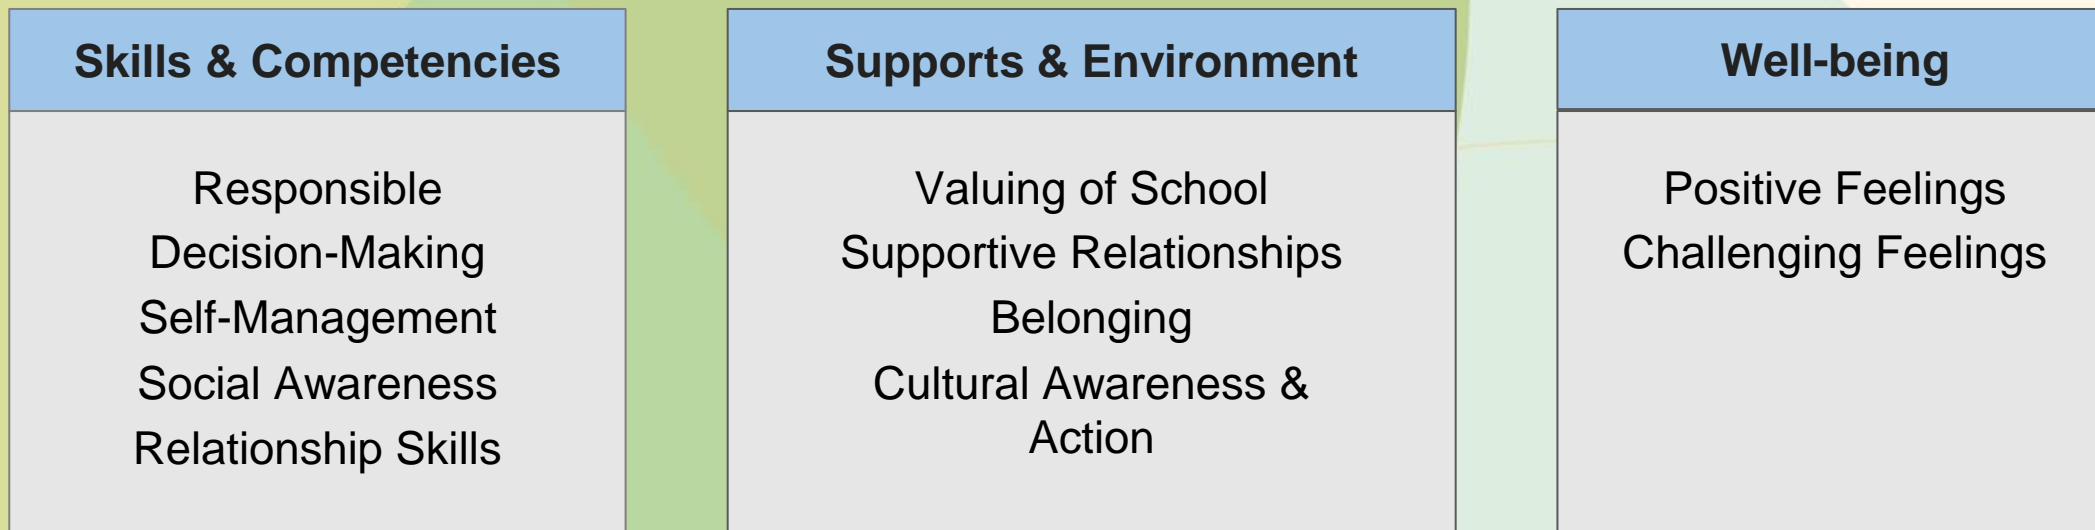 Skills & Competencies
Responsible
Decision-Making
Self-Management
Social Awareness
Relationship Skills
Supports & Environment
Valuing of School
Supportive Relationships
Belonging
Cultural Awareness &
Action
Well-being
Positive Feelings
Challenging Feelings